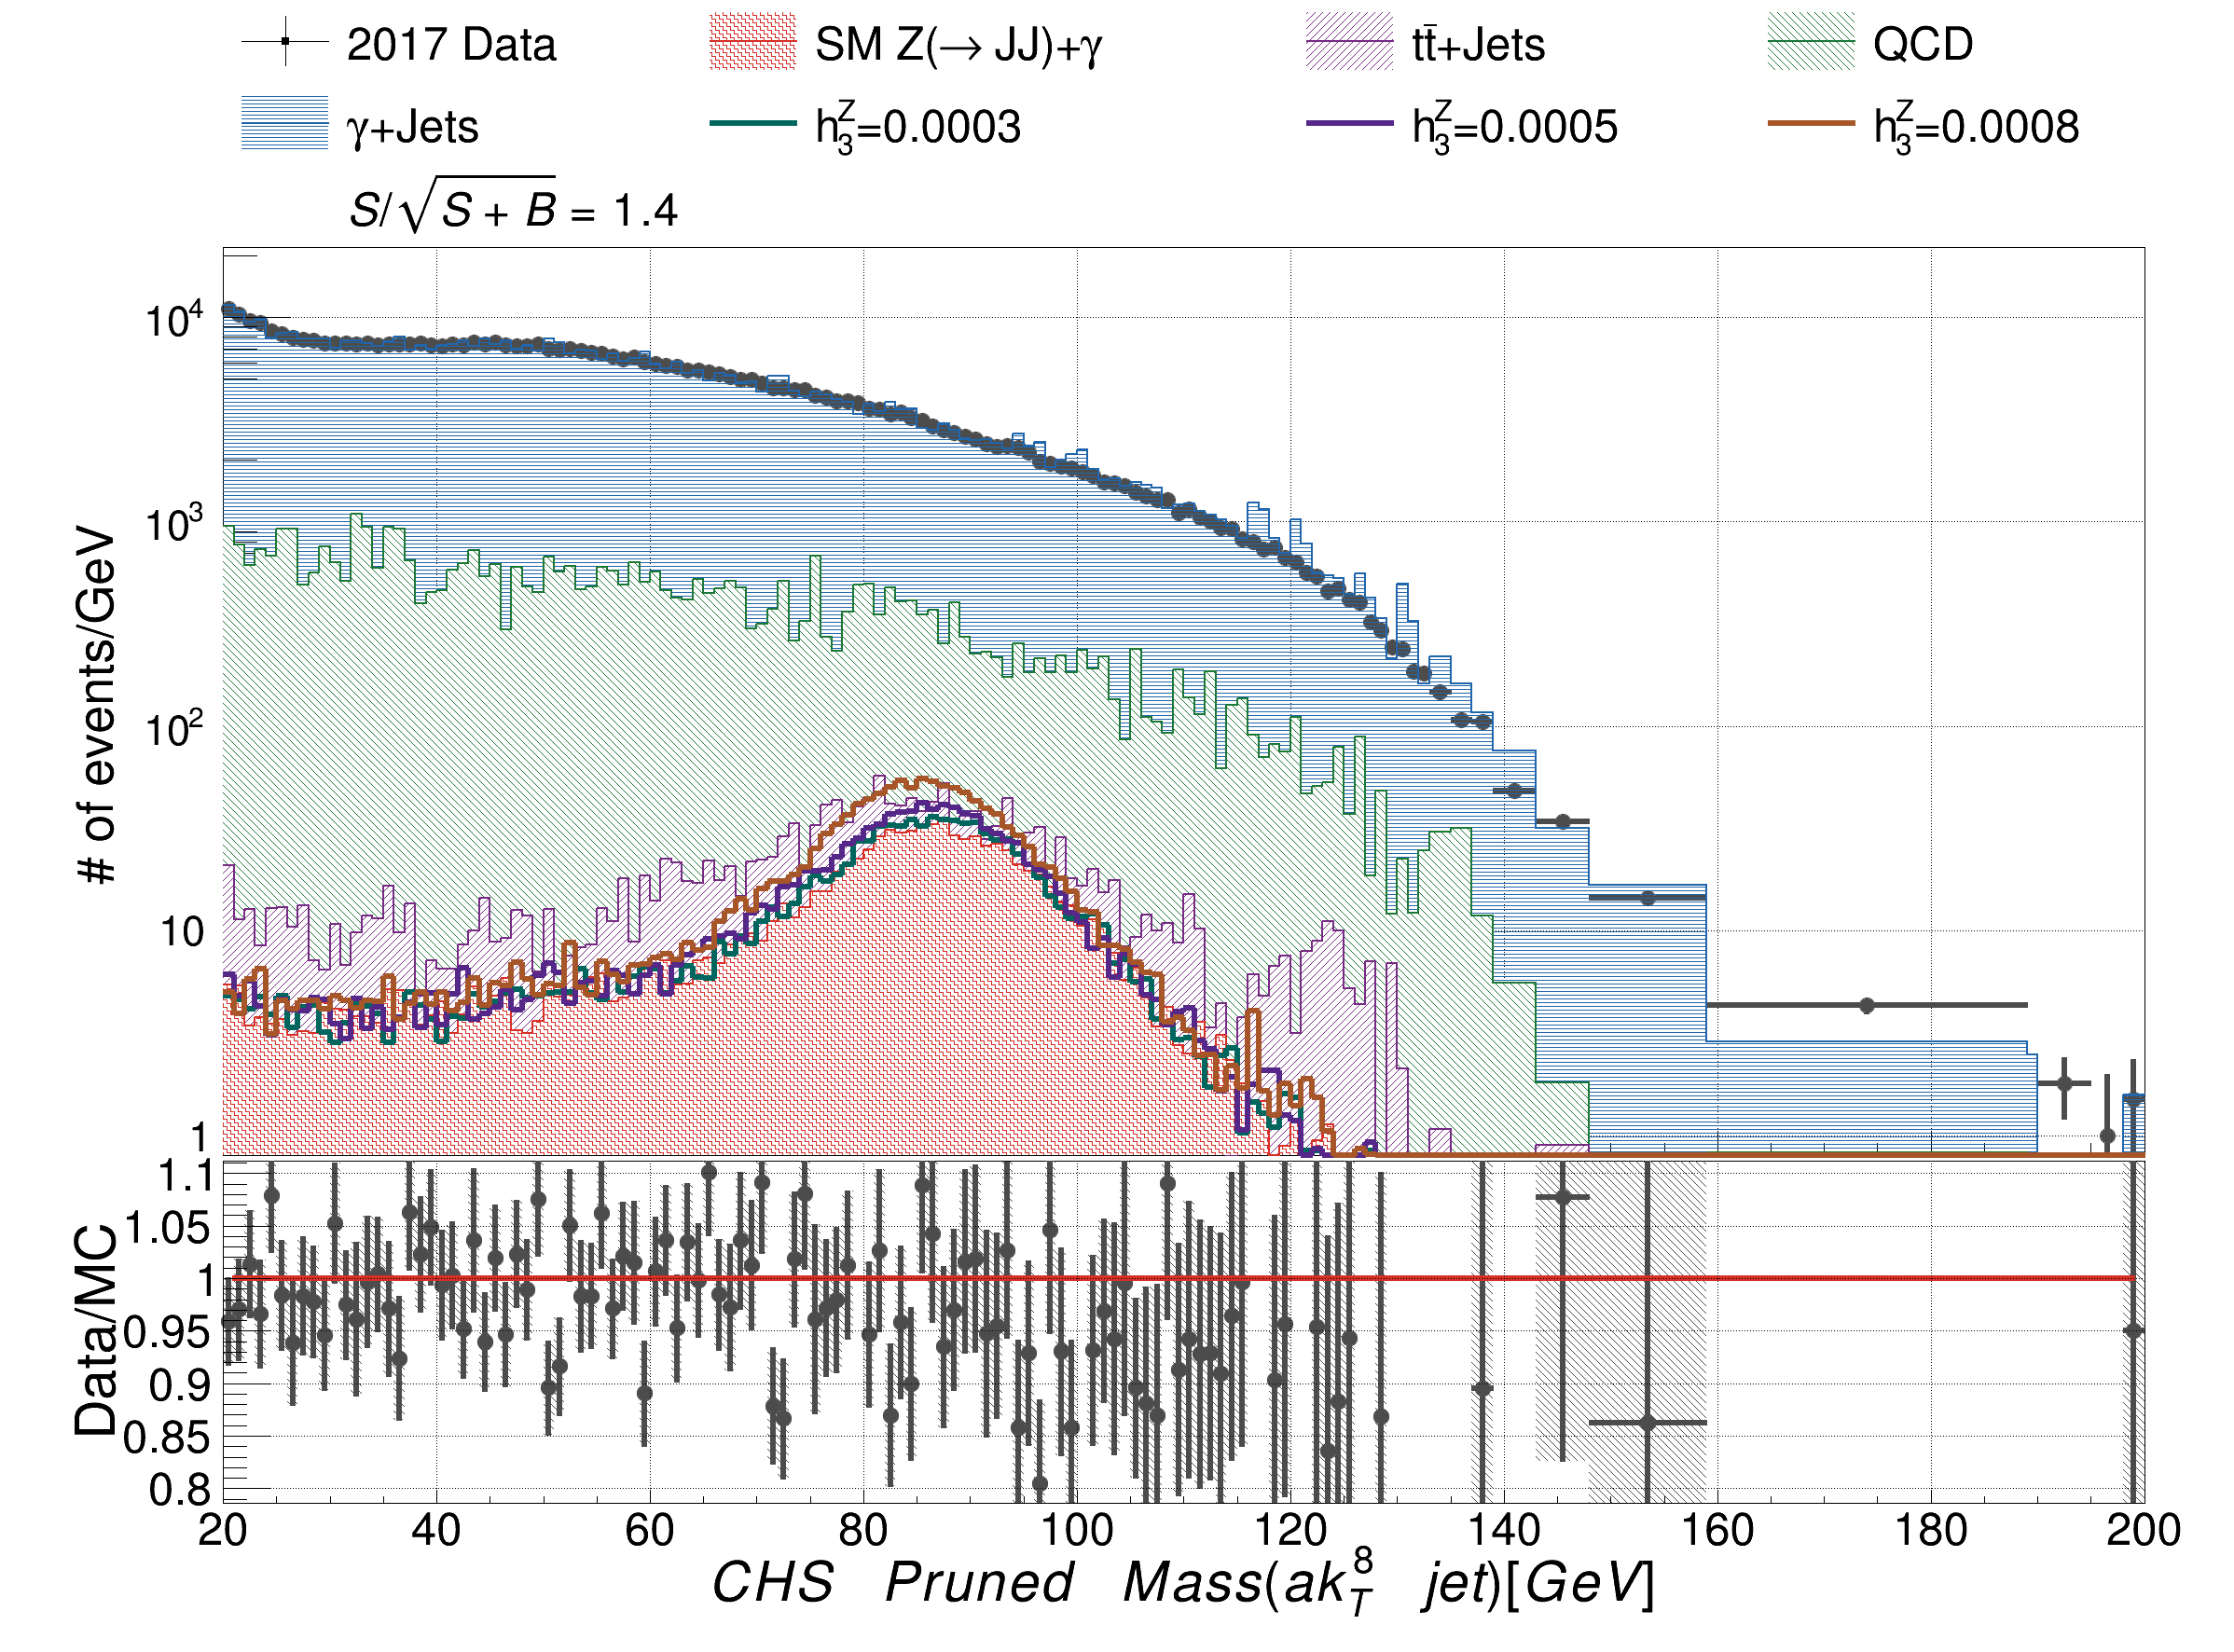 2017 Data SM Z(→ JJ)+γ tt̄+Jets QCD
γ+Jets h₃ᶻ=0.0003 h₃ᶻ=0.0005 h₃ᶻ=0.0008
S/√S + B = 1.4
# of events/GeV
10⁴
10³
10²
10
1
Data/MC
1.1
1.05
1
0.95
0.9
0.85
0.8
20 40 60 80 100 120 140 160 180 200
CHS Pruned Mass(ak_T^8 jet)[GeV]